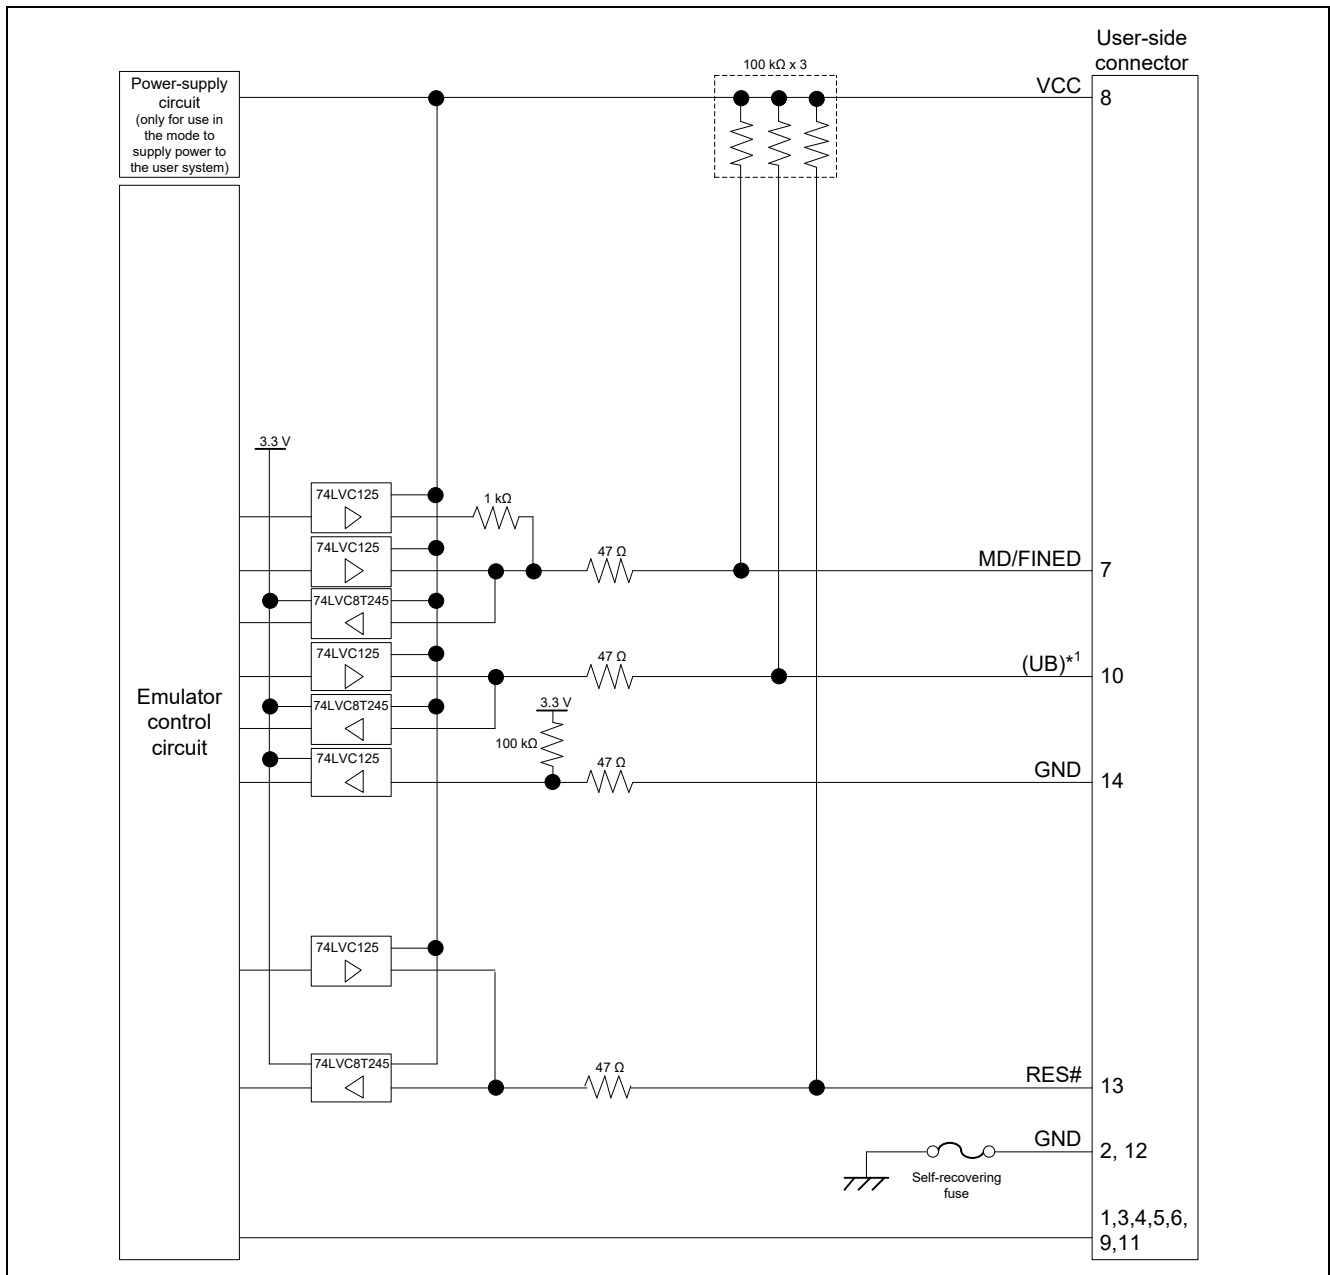 User-side
connector
100 kΩ x 3
VCC
8
Power-supply
circuit
(only for use in
the mode to
supply power to
the user system)
3.3 V
74LVC125
1 kΩ
74LVC125
47 Ω
MD/FINED
7
74LVC8T245
74LVC125
47 Ω
(UB)*1
10
Emulator
control
circuit
74LVC8T245
3.3 V
100 kΩ
74LVC125
47 Ω
GND
14
74LVC125
74LVC8T245
47 Ω
RES#
13
GND
2, 12
Self-recovering
fuse
1,3,4,5,6,
9,11